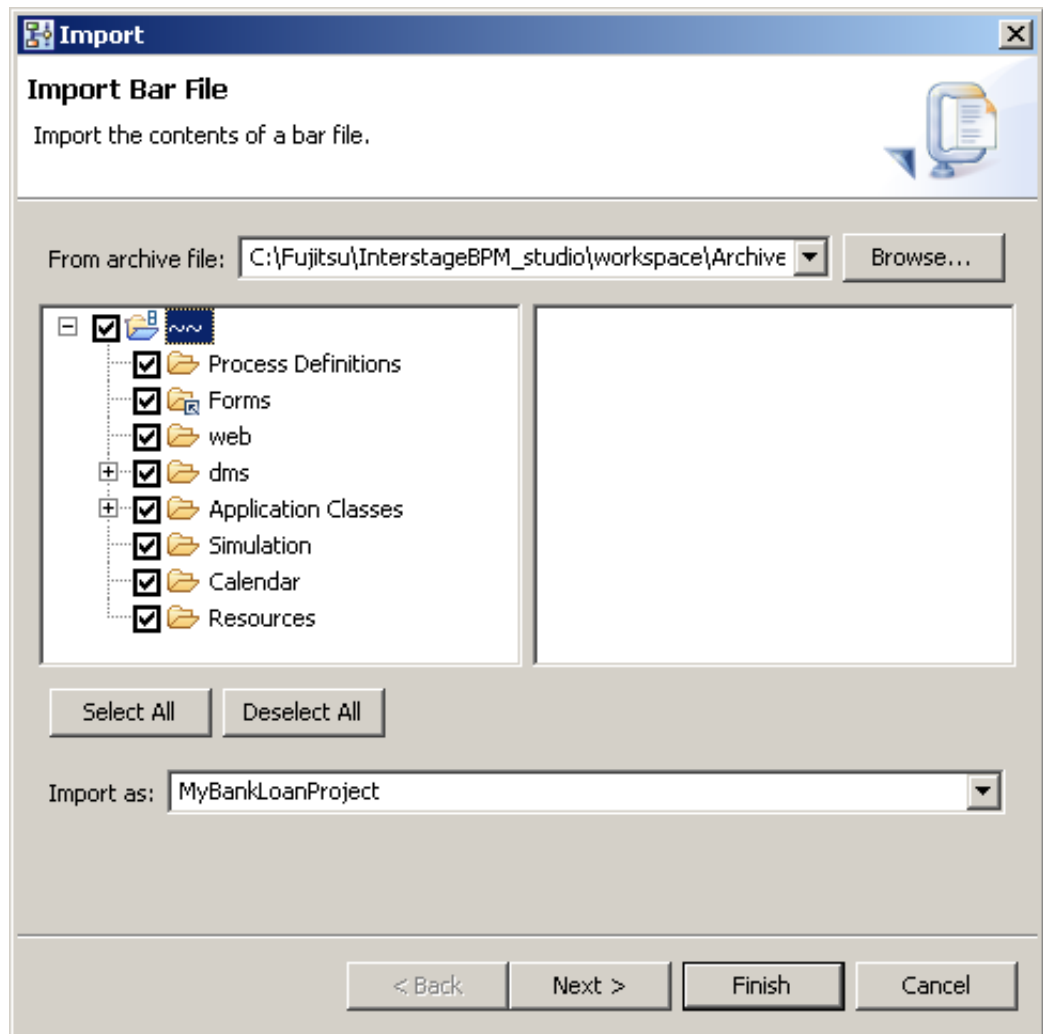 Import
Import Bar File
Import the contents of a bar file.
From archive file: C:\Fujitsu\InterstageBPM_studio\workspace\Archive Browse...
~~
Process Definitions
Forms
web
dms
Application Classes
Simulation
Calendar
Resources
Select All Deselect All
Import as: MyBankLoanProject
< Back Next > Finish Cancel